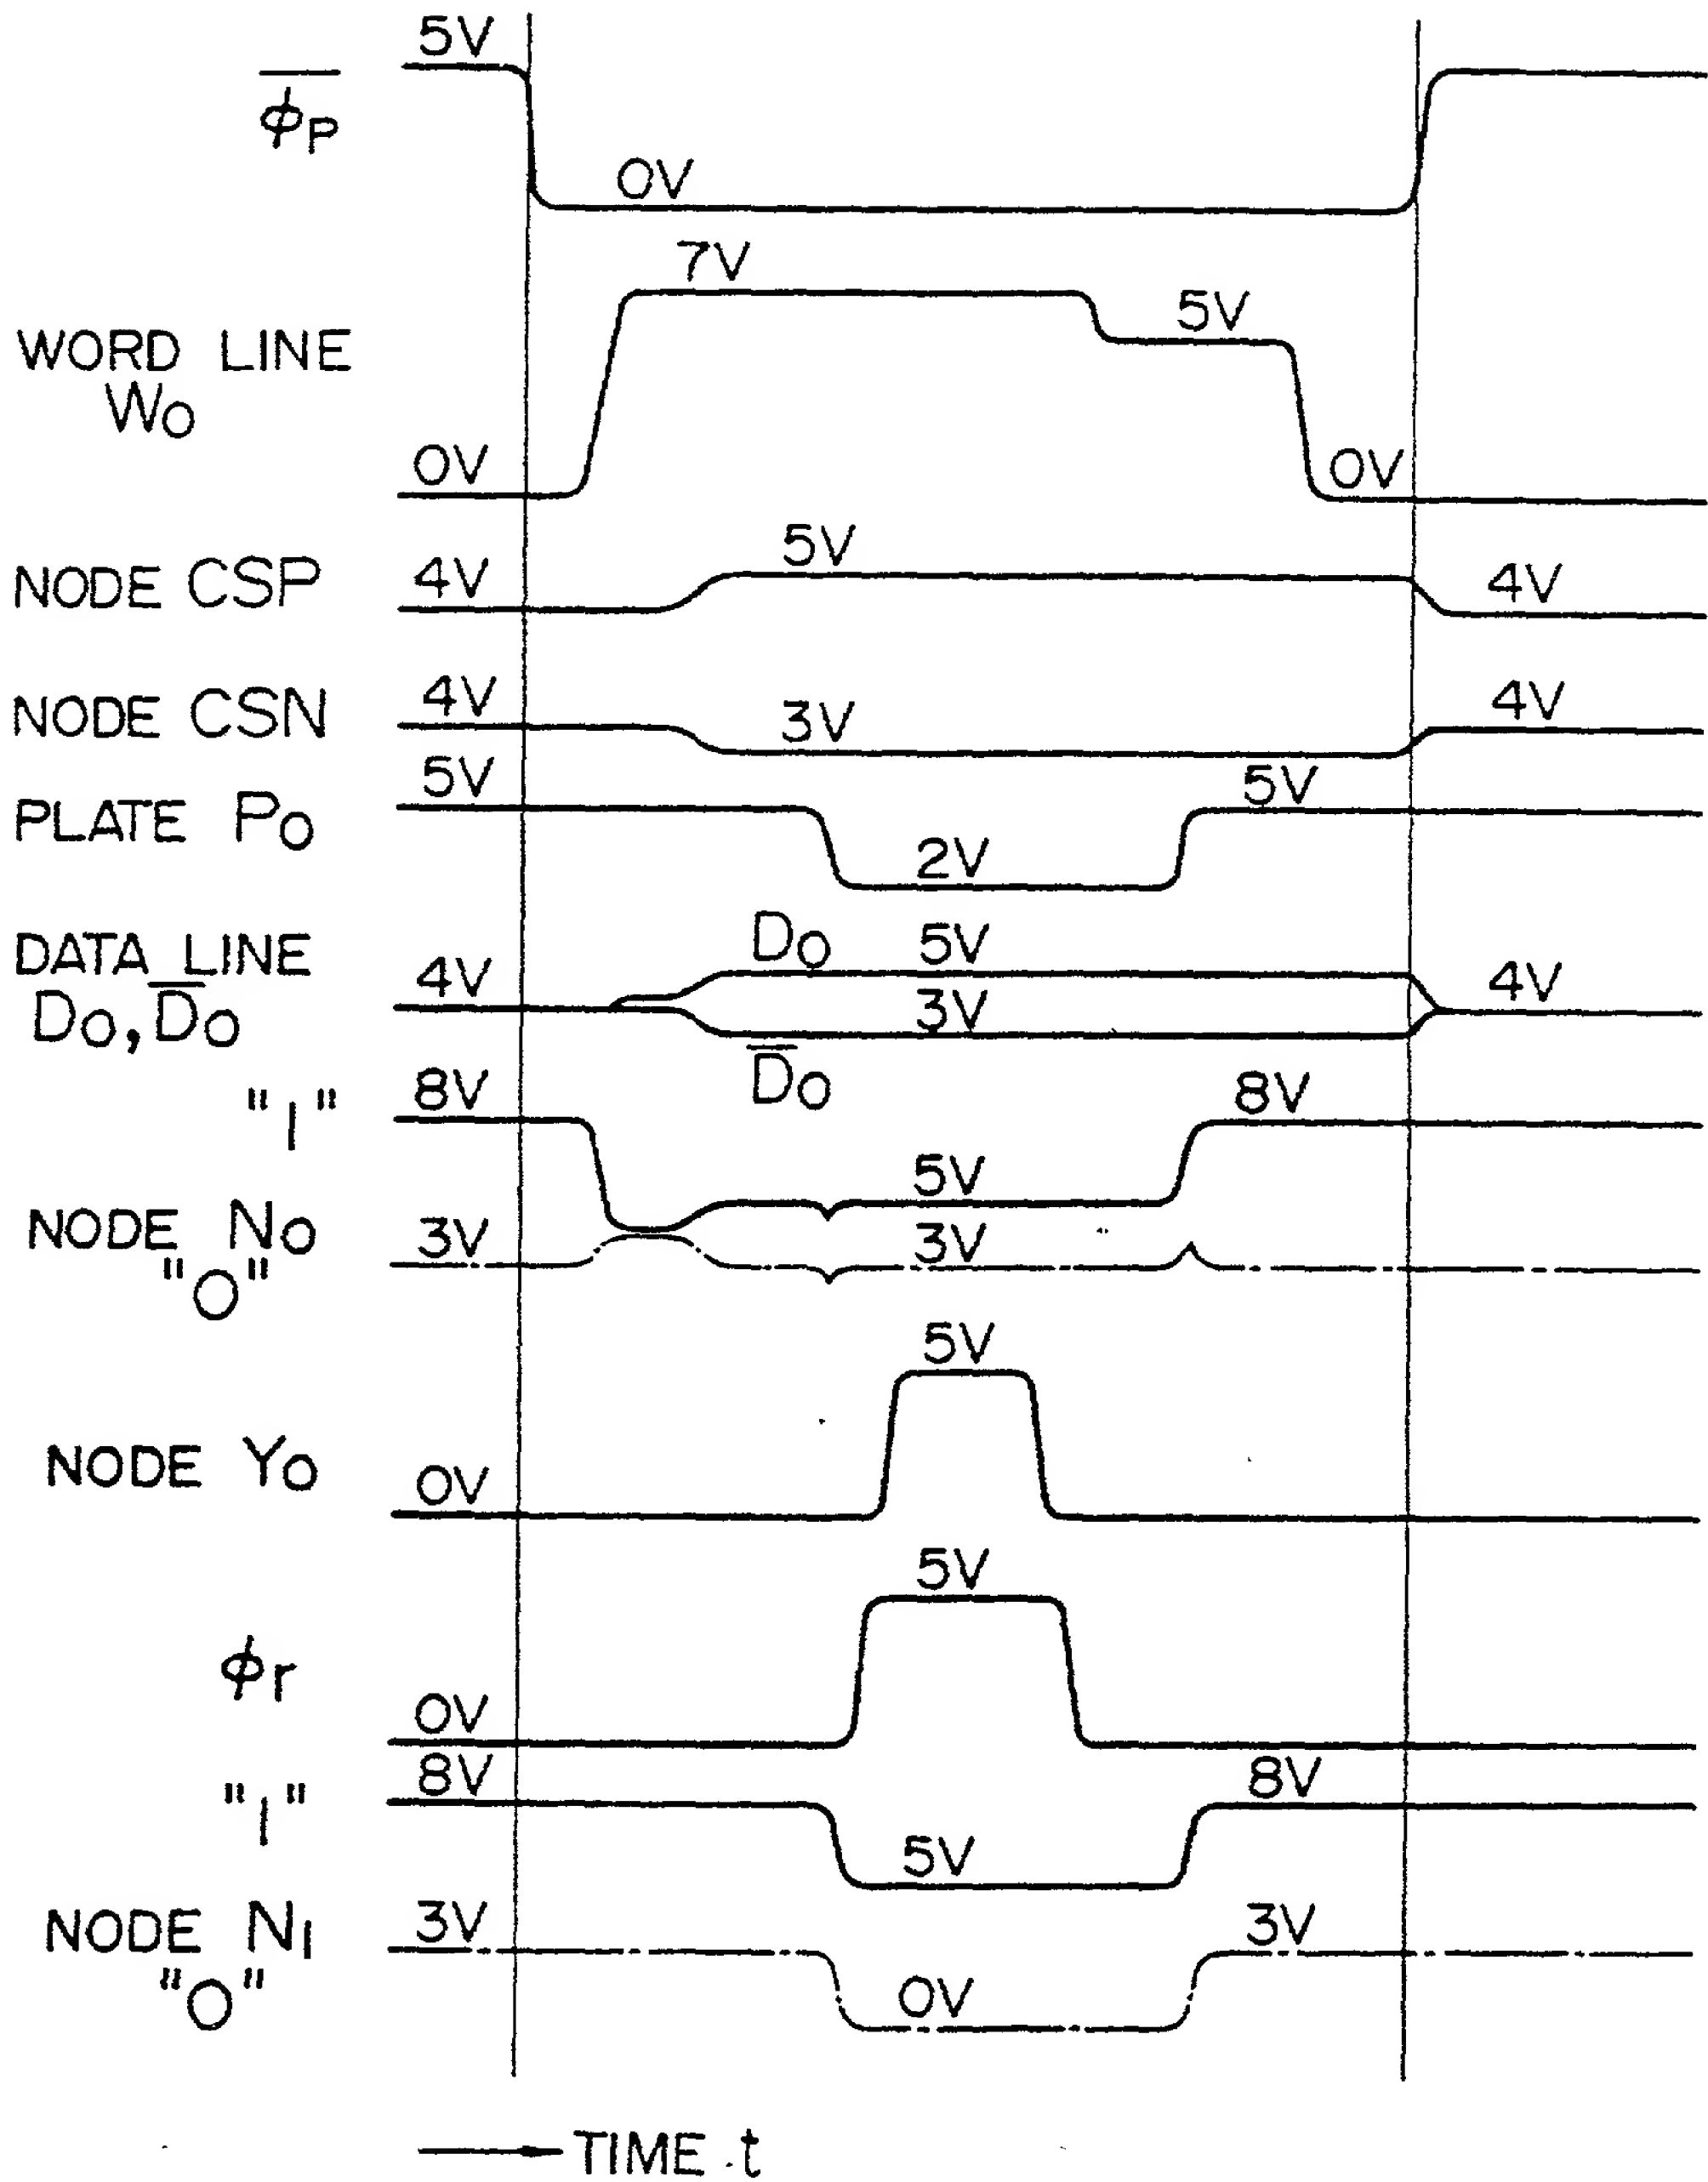 5V
φ̅P̅
0V
7V
5V
WORD LINE
W0
0V
0V
5V
NODE CSP
4V
4V
NODE CSN
4V
3V
4V
5V
5V
PLATE P0
2V
DATA LINE
D0, D̅0
4V
D0
5V
3V
D̅0
4V
"1"
8V
8V
5V
NODE N0
3V
3V
"0"
5V
NODE Y0
0V
5V
φr
0V
"1"
8V
8V
5V
NODE N1
3V
3V
"0"
0V
TIME t